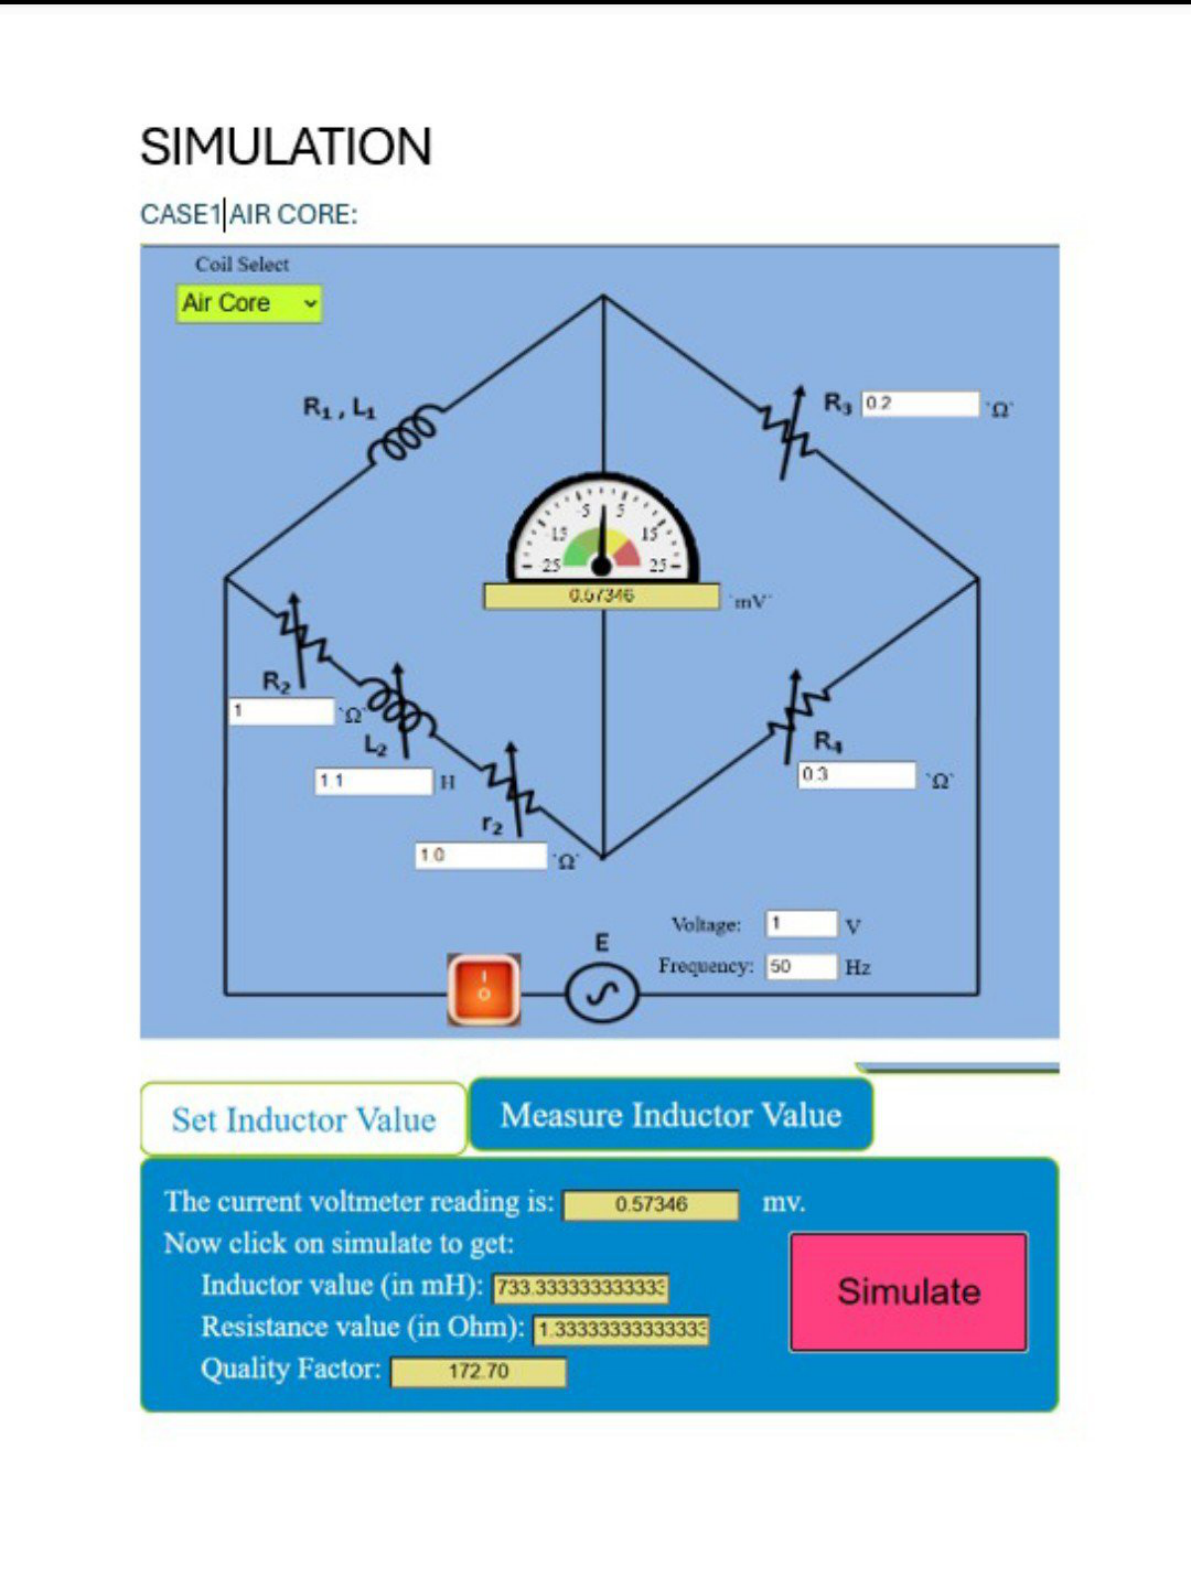 SIMULATION
CASE1 AIR CORE:
Coil Select
Air Core
R₁ , L₁
R₃ 0.2 `Ω`
-5 5
-15 15
-25 25
0.57346 `mV`
R₂
1 `Ω`
L₂
1.1 H
r₂
1.0 `Ω`
R₄
0.3 `Ω`
Voltage: 1 V
E
Frequency: 50 Hz
Set Inductor Value
Measure Inductor Value
The current voltmeter reading is: 0.57346 mv.
Now click on simulate to get:
Inductor value (in mH): 733.333333333333
Resistance value (in Ohm): 1.33333333333333
Quality Factor: 172.70
Simulate